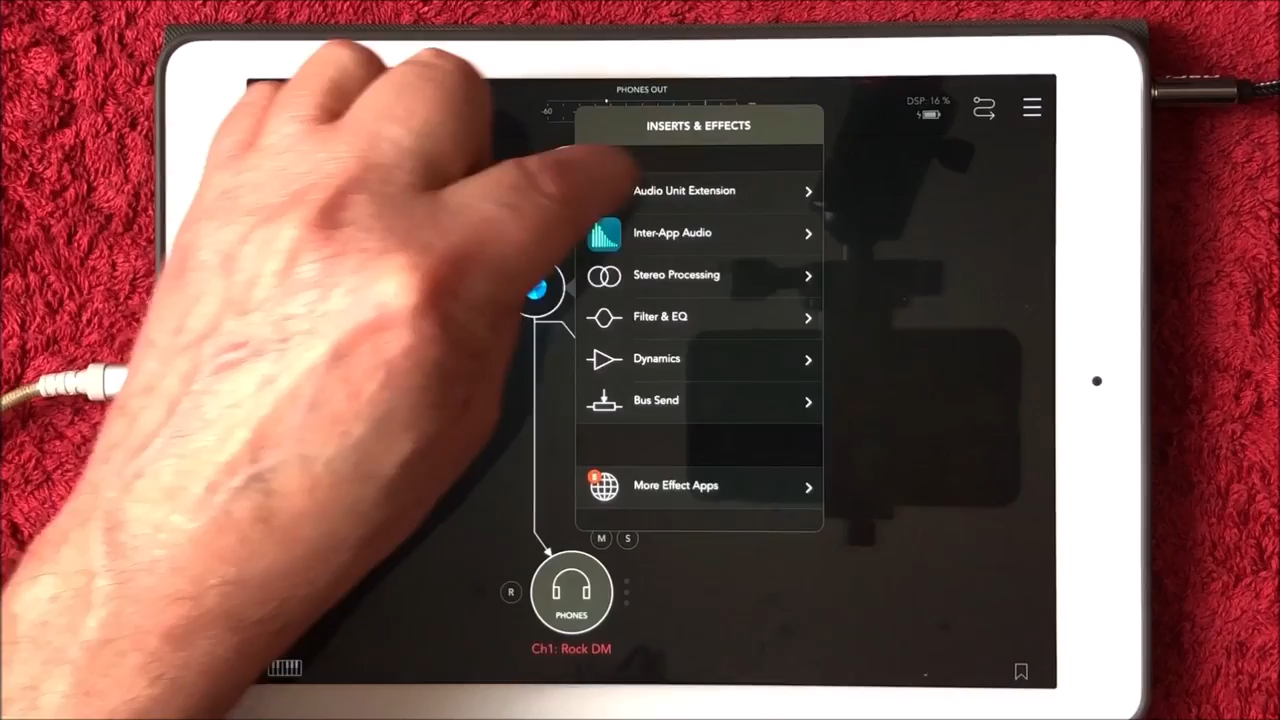 PHONES OUT
-60
DSP: 16 %
INSERTS & EFFECTS
Audio Unit Extension
Inter-App Audio
Stereo Processing
Filter & EQ
Dynamics
Bus Send
More Effect Apps
M S
R
PHONES
Ch1: Rock DM